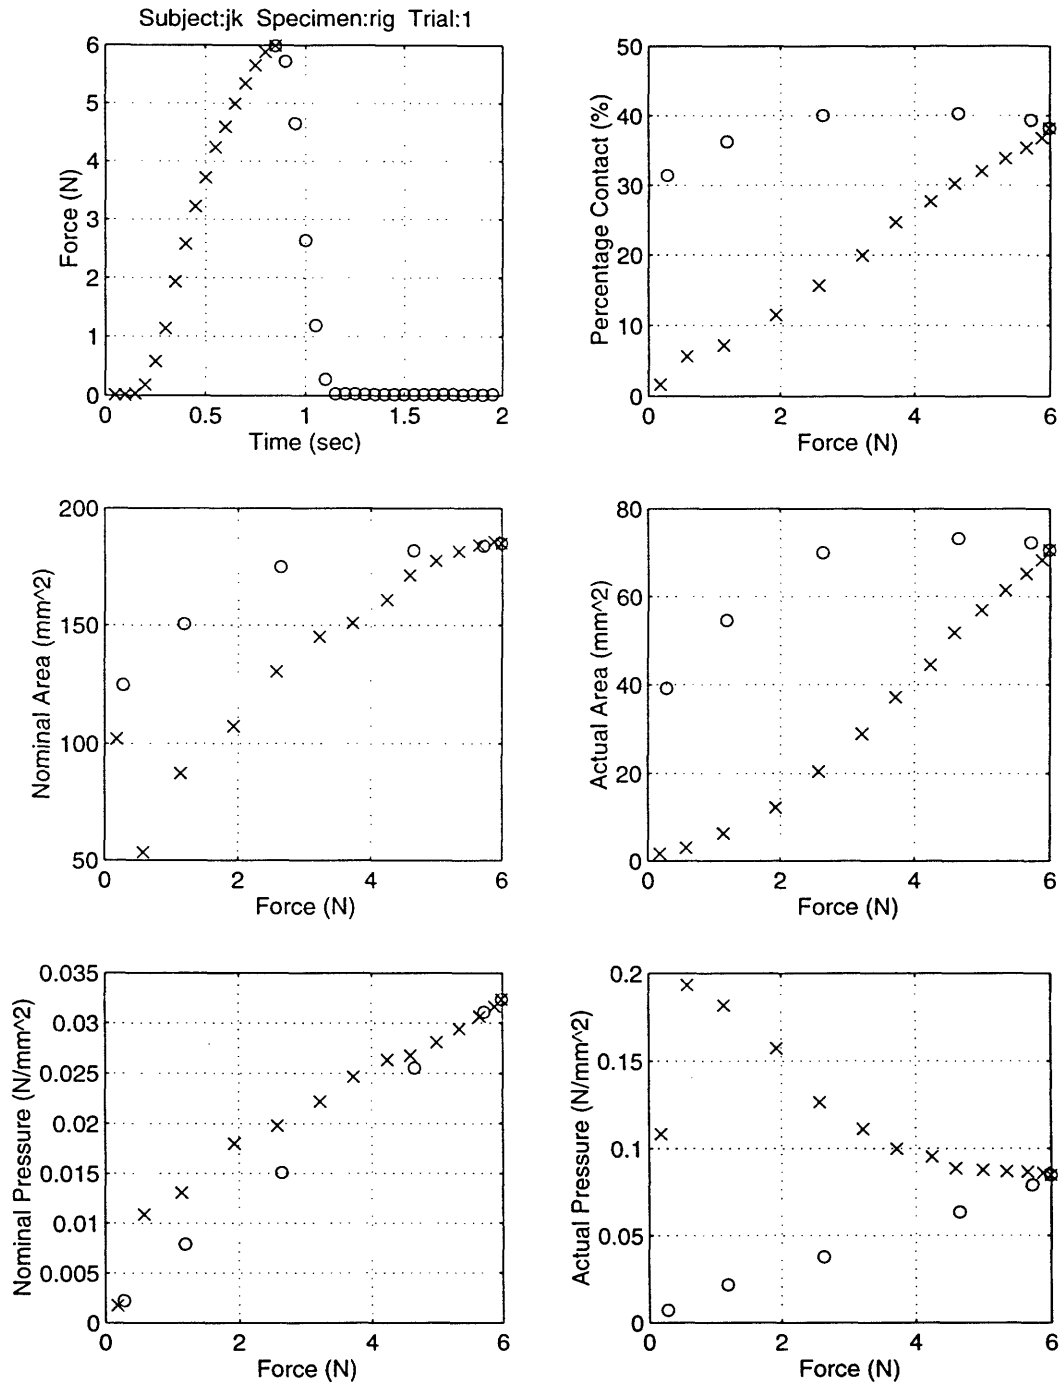 Subject:jk Specimen:rig Trial:1
6
5
4
3
2
1
0
Force (N)
0 0.5 1 1.5 2
Time (sec)
50
40
30
20
10
0
Percentage Contact (%)
0 2 4 6
Force (N)
200
150
100
50
Nominal Area (mm^2)
0 2 4 6
Force (N)
80
60
40
20
0
Actual Area (mm^2)
0 2 4 6
Force (N)
0.035
0.03
0.025
0.02
0.015
0.01
0.005
0
Nominal Pressure (N/mm^2)
0 2 4 6
Force (N)
0.2
0.15
0.1
0.05
0
Actual Pressure (N/mm^2)
0 2 4 6
Force (N)